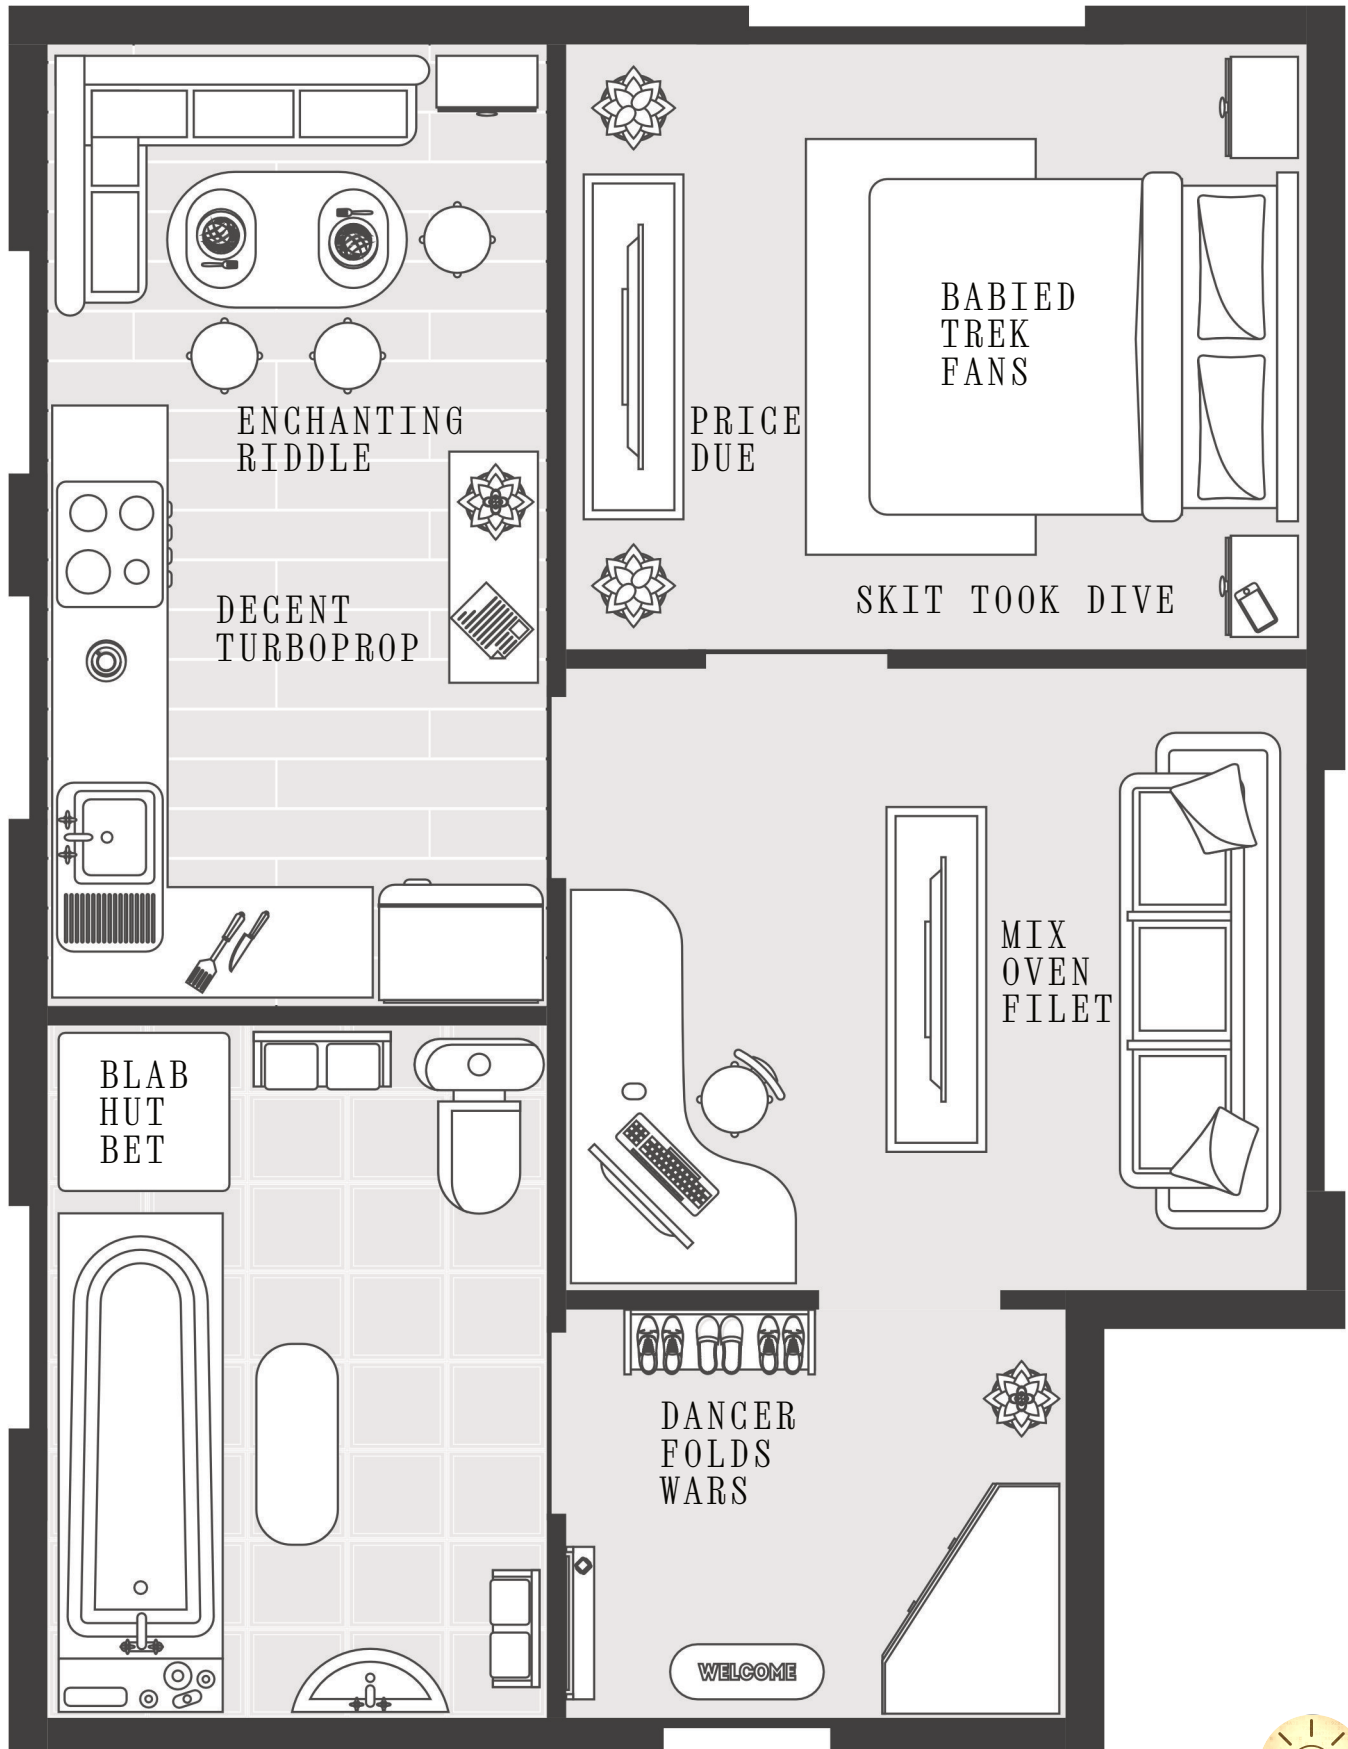 BABIED
TREK
FANS
ENCHANTING
RIDDLE
PRICE
DUE
DECENT
TURBOPROP
SKIT TOOK DIVE
MIX
OVEN
FILET
BLAB
HUT
BET
DANCER
FOLDS
WARS
WELCOME